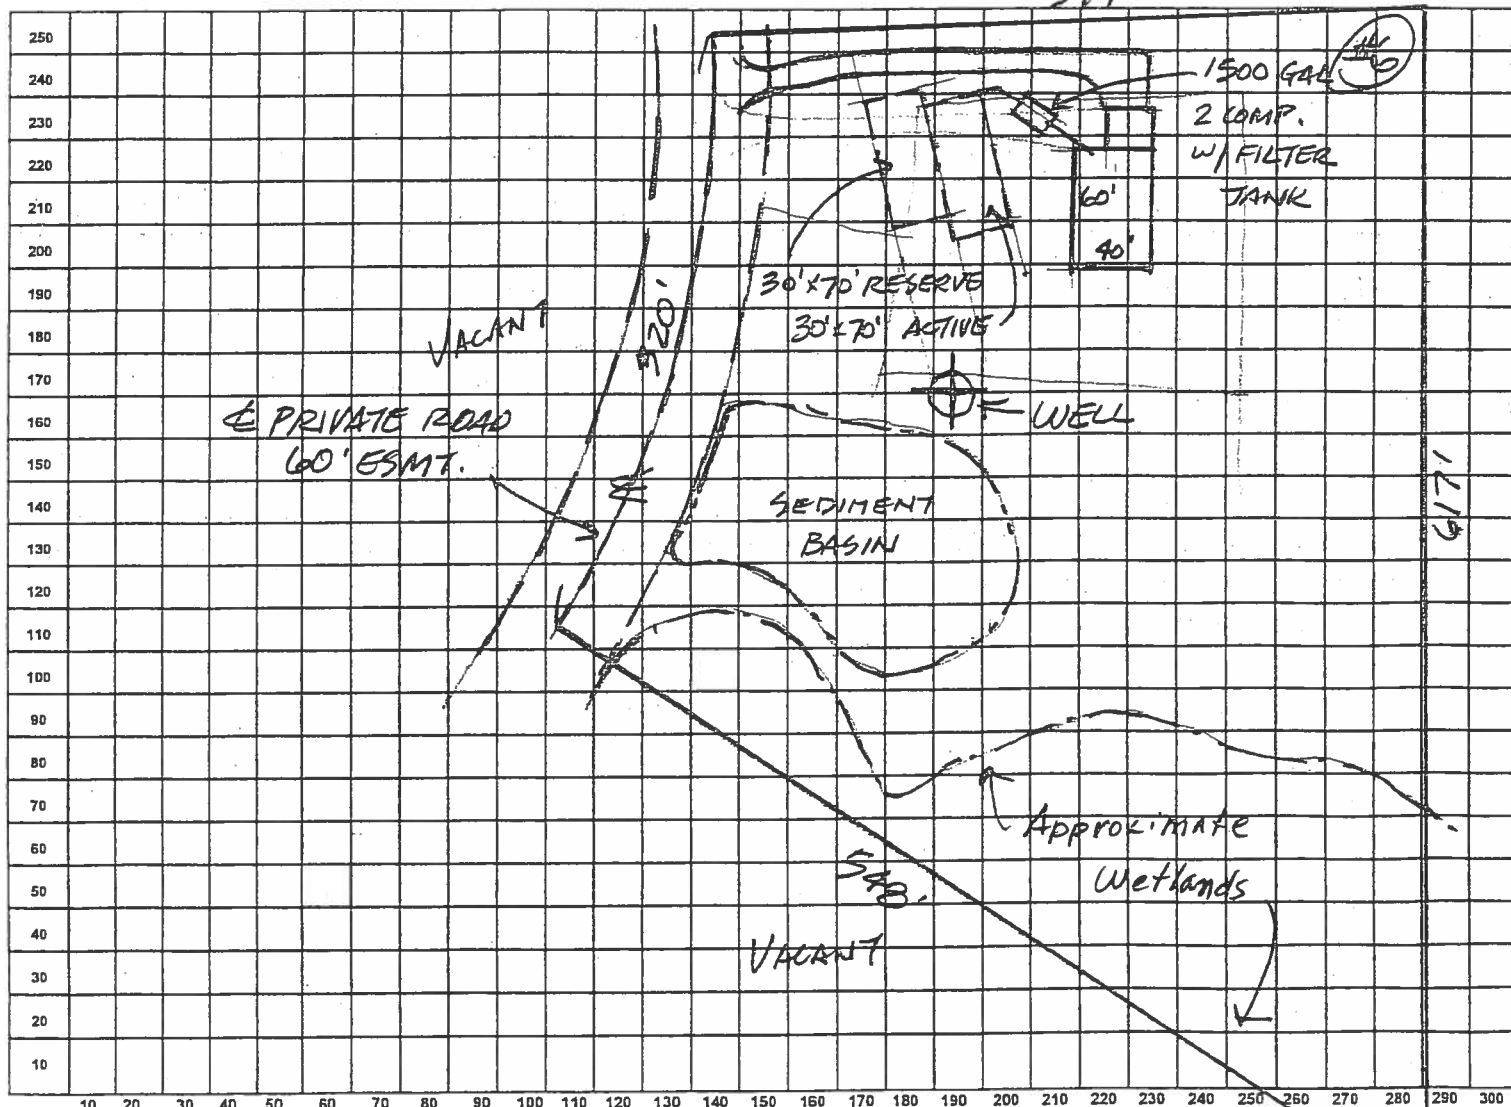 250
1500 GAL
240
2 COMP.
230
W/ FILTER
220
TANK
60'
210
40'
200
30'x70' RESERVE
190
30'x70' ACTIVE
320'
VACANT
180
170
℄ PRIVATE ROAD
WELL
160
60' ESMT.
150
617'
SEDIMENT
140
BASIN
130
120
110
100
90
80
70
Approximate
60
Wetlands
50
548'
40
VACANT
30
20
10
10 20 30 40 50 60 70 80 90 100 110 120 130 140 150 160 170 180 190 200 210 220 230 240 250 260 270 280 290 300